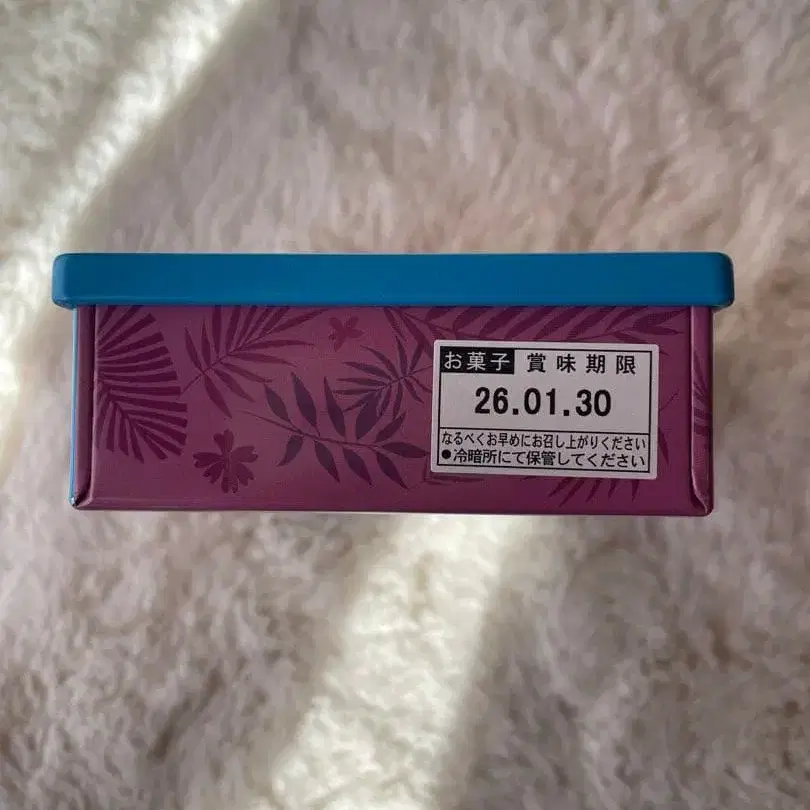 お菓子 賞味期限
26.01.30
なるべくお早めにお召し上がりください
●冷暗所にて保管してください